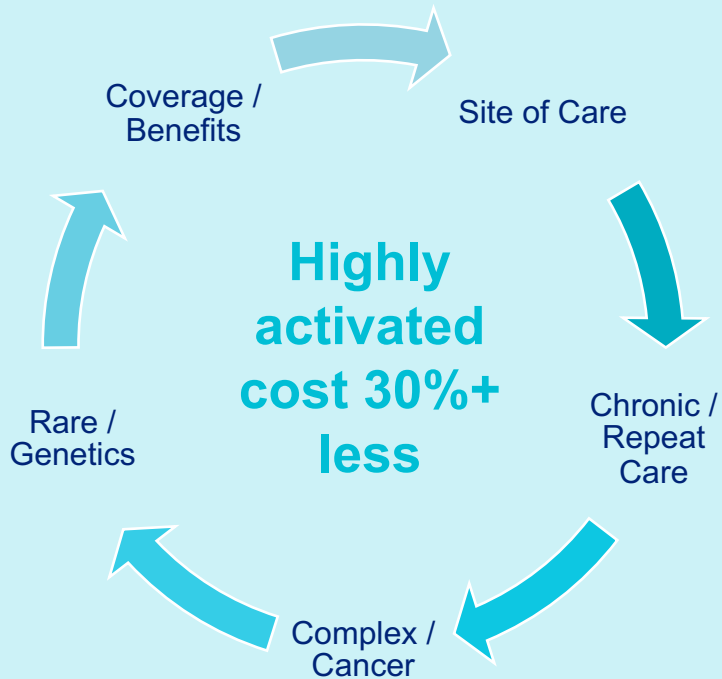 Coverage /
Benefits
Site of Care
Highly
activated
cost 30%+
less
Chronic /
Repeat
Care
Rare /
Genetics
Complex /
Cancer